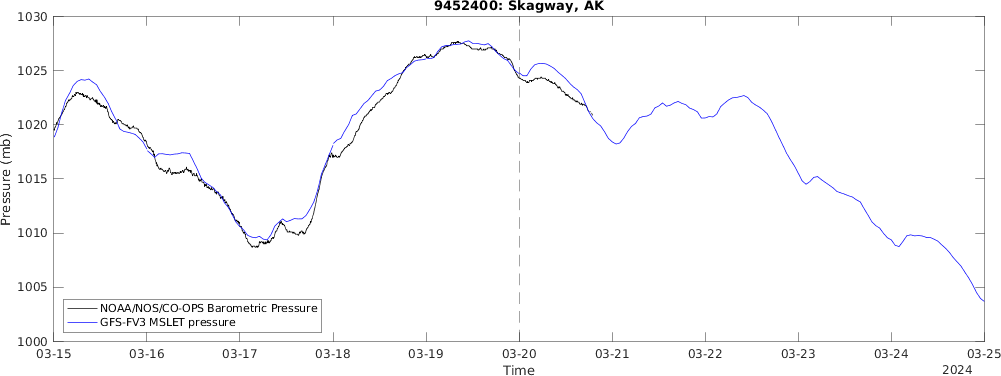 9452400: Skagway, AK
Pressure (mb)
1030
1025
1020
1015
1010
1005
1000
NOAA/NOS/CO-OPS Barometric Pressure
GFS-FV3 MSLET pressure
03-15 03-16 03-17 03-18 03-19 03-20 03-21 03-22 03-23 03-24 03-25
Time
2024